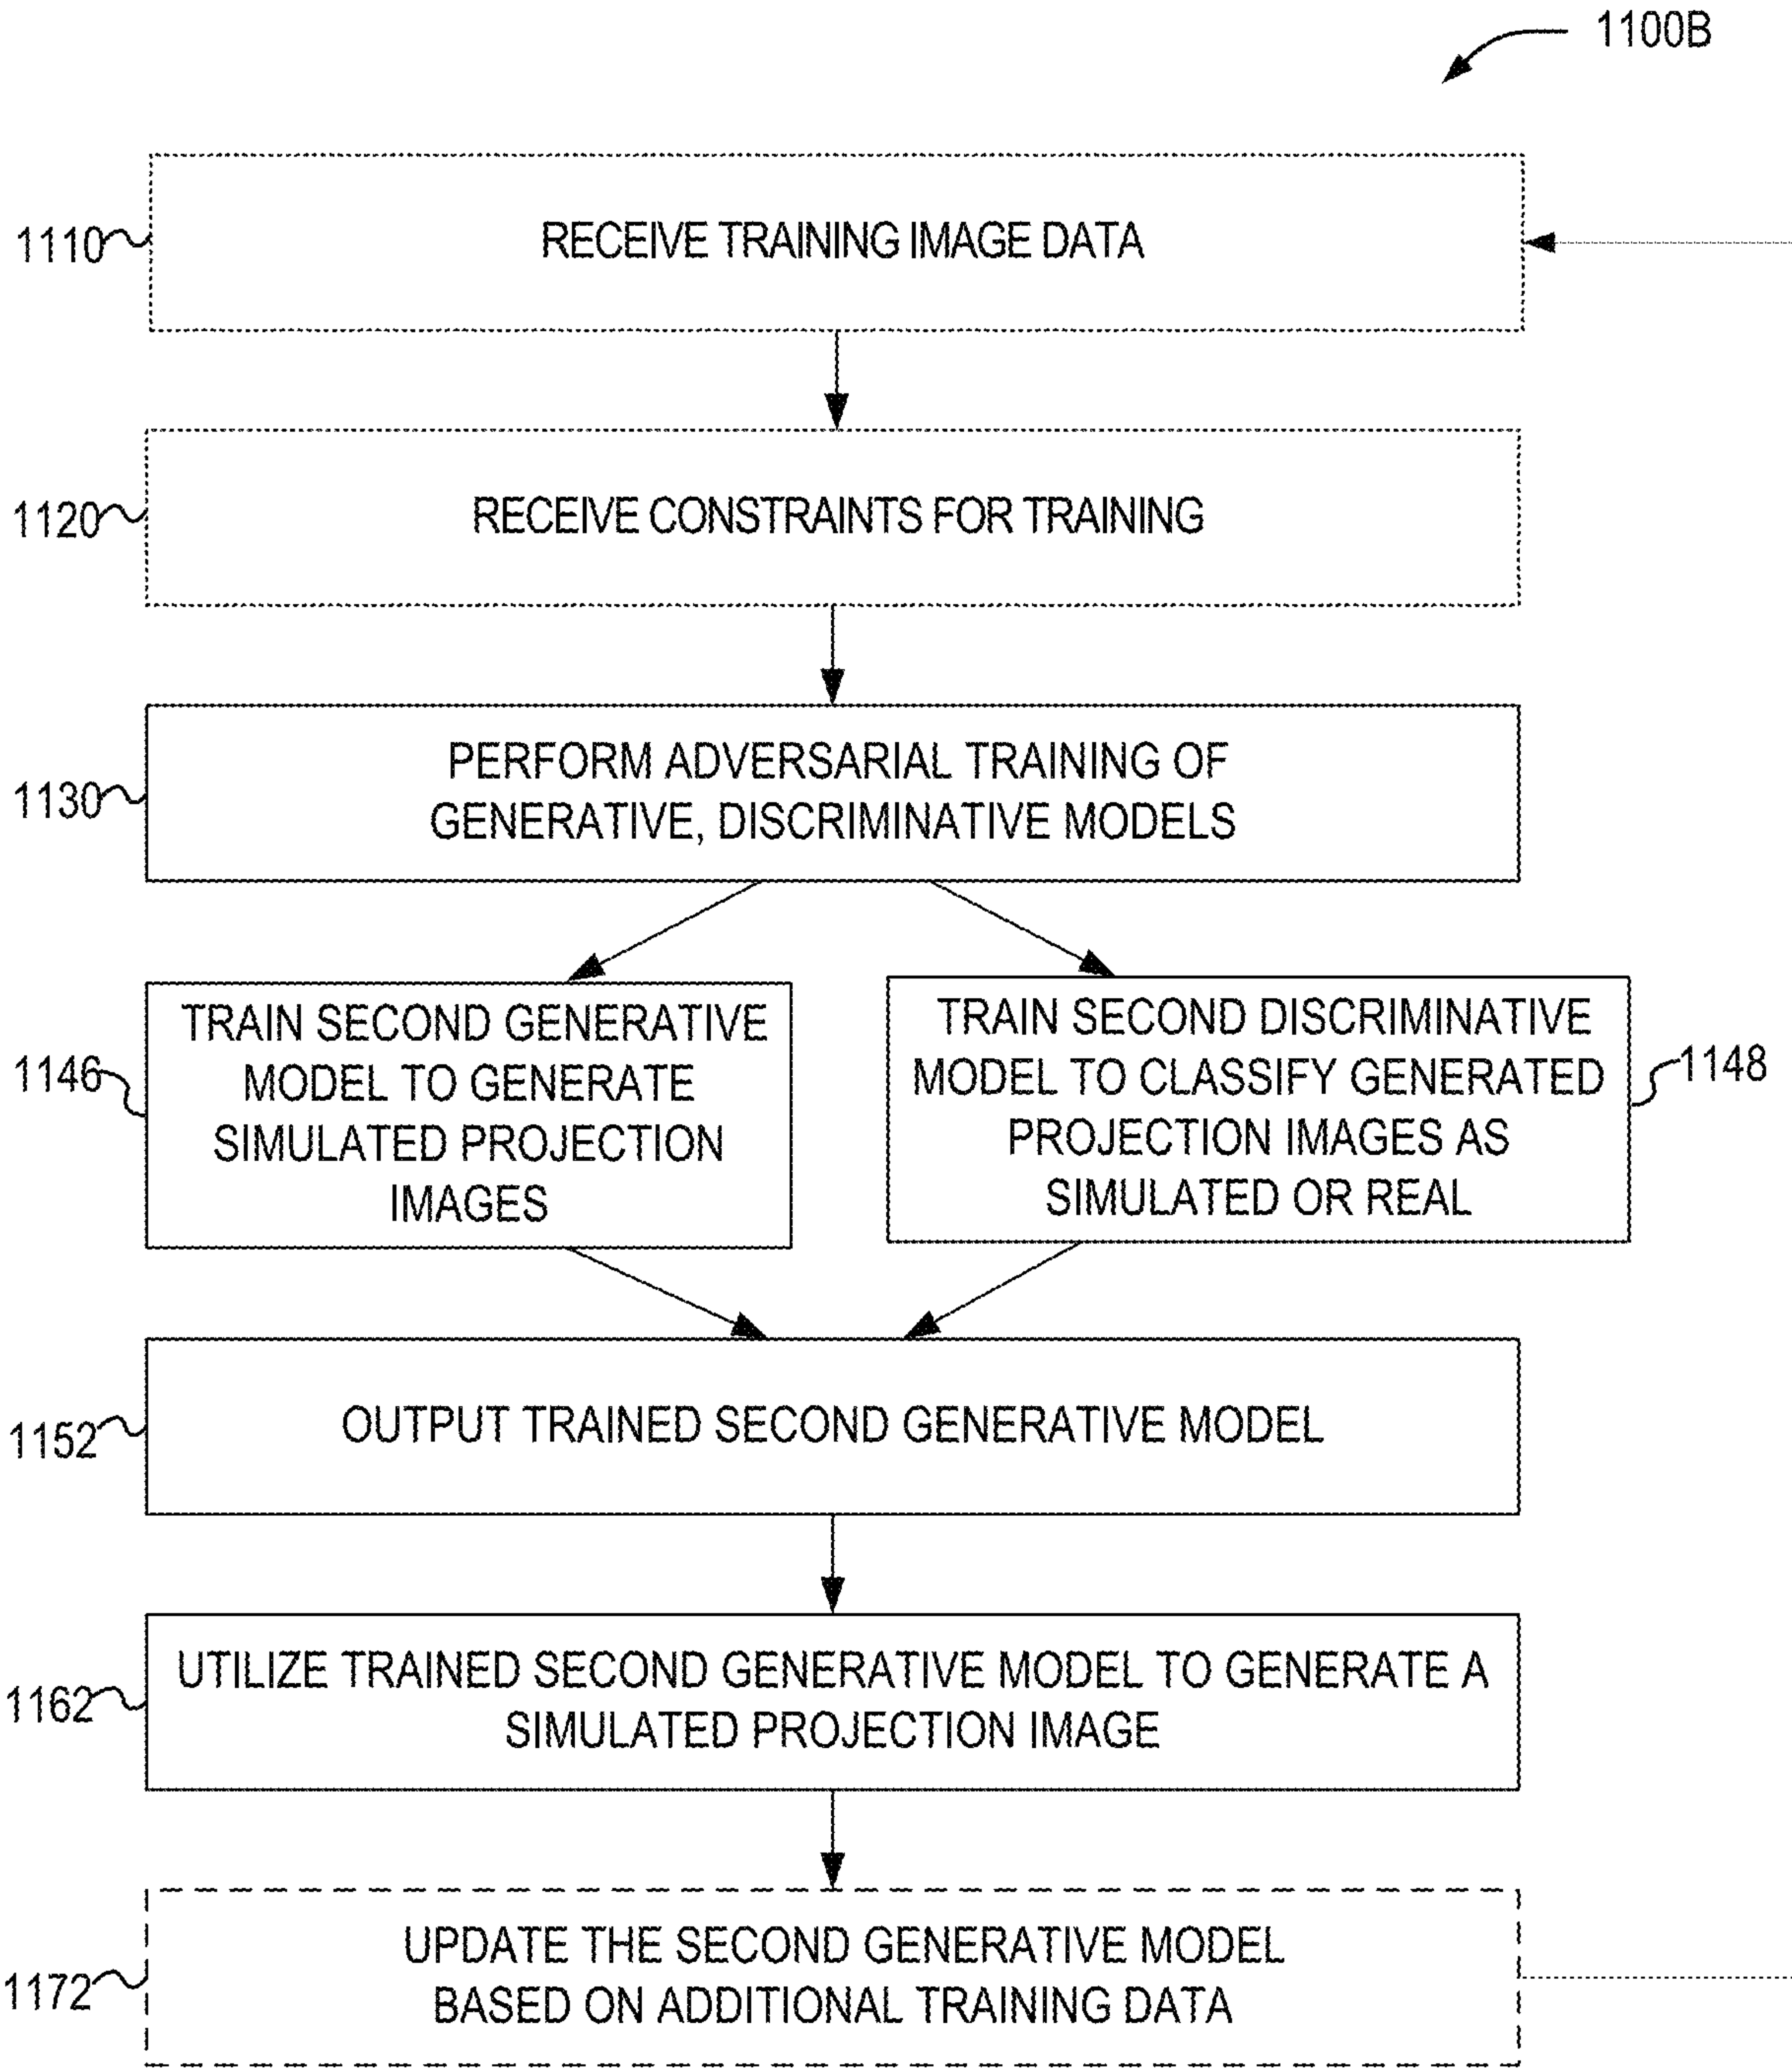 1100B
1110
RECEIVE TRAINING IMAGE DATA
1120
RECEIVE CONSTRAINTS FOR TRAINING
1130
PERFORM ADVERSARIAL TRAINING OF
GENERATIVE, DISCRIMINATIVE MODELS
1146
TRAIN SECOND GENERATIVE
MODEL TO GENERATE
SIMULATED PROJECTION
IMAGES
TRAIN SECOND DISCRIMINATIVE
MODEL TO CLASSIFY GENERATED
PROJECTION IMAGES AS
SIMULATED OR REAL
1148
1152
OUTPUT TRAINED SECOND GENERATIVE MODEL
1162
UTILIZE TRAINED SECOND GENERATIVE MODEL TO GENERATE A
SIMULATED PROJECTION IMAGE
1172
UPDATE THE SECOND GENERATIVE MODEL
BASED ON ADDITIONAL TRAINING DATA